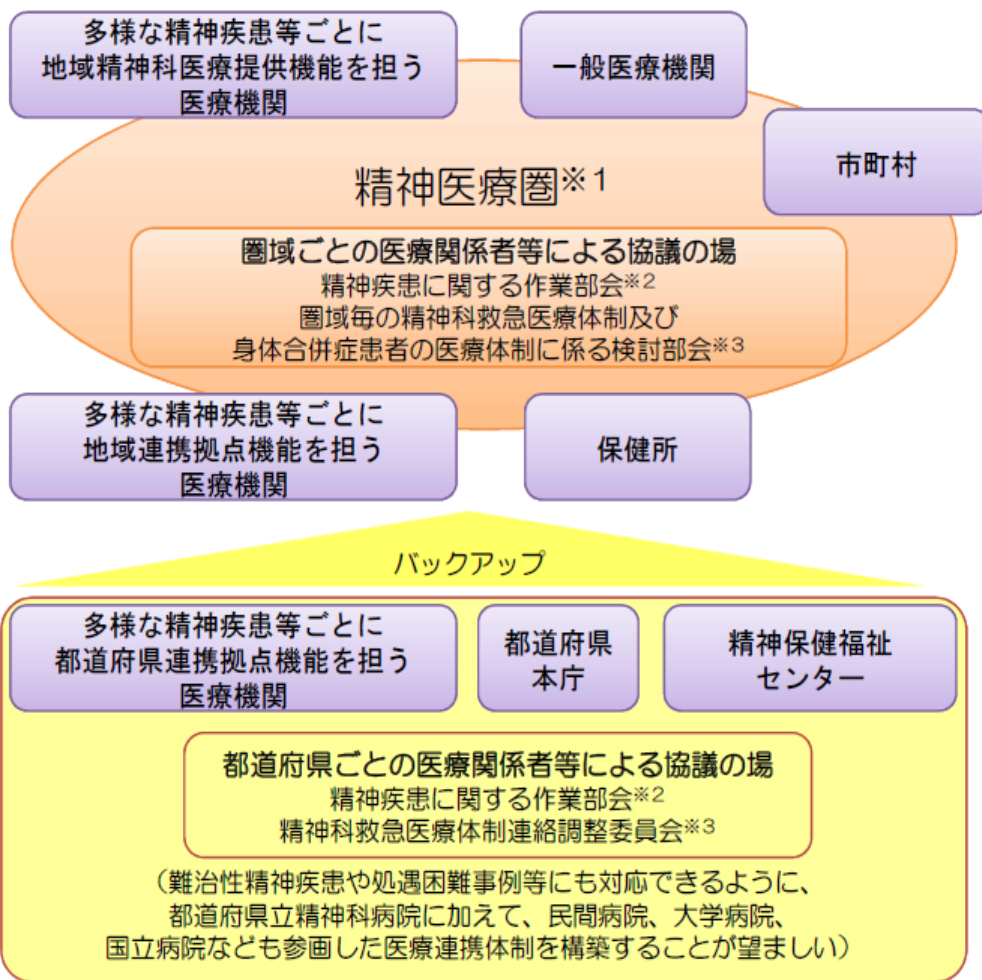 多様な精神疾患等ごとに
地域精神科医療提供機能を担う
医療機関
一般医療機関
市町村
精神医療圏※1
圏域ごとの医療関係者等による協議の場
精神疾患に関する作業部会※2
圏域毎の精神科救急医療体制及び
身体合併症患者の医療体制に係る検討部会※3
多様な精神疾患等ごとに
地域連携拠点機能を担う
医療機関
保健所
バックアップ
多様な精神疾患等ごとに
都道府県連携拠点機能を担う
医療機関
都道府県
本庁
精神保健福祉
センター
都道府県ごとの医療関係者等による協議の場
精神疾患に関する作業部会※2
精神科救急医療体制連絡調整委員会※3
（難治性精神疾患や処遇困難事例等にも対応できるように、
都道府県立精神科病院に加えて、民間病院、大学病院、
国立病院なども参画した医療連携体制を構築することが望ましい）